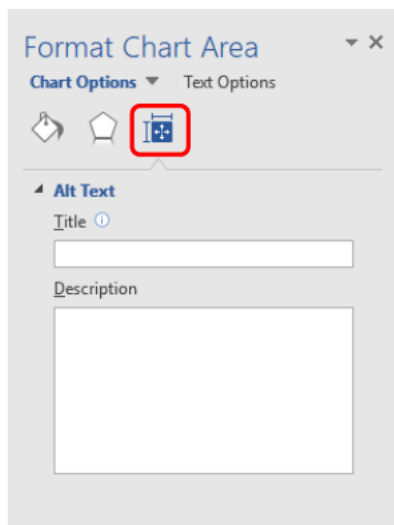 Format Chart Area
Chart Options Text Options
Alt Text
Title
Description